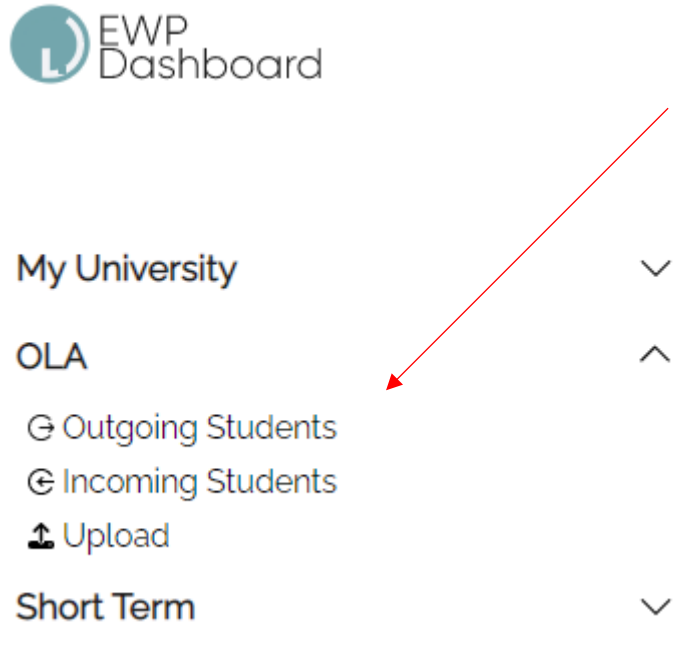 EWP
Dashboard
My University
OLA
Outgoing Students
Incoming Students
Upload
Short Term